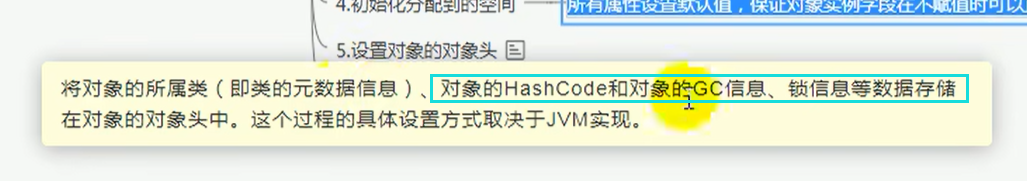 4.初始化分配到的空间
所有属性设置默认值，保证对象实例字段在不赋值时可以
5.设置对象的对象头
将对象的所属类（即类的元数据信息）、对象的HashCode和对象的GC信息、锁信息等数据存储
在对象的对象头中。这个过程的具体设置方式取决于JVM实现。